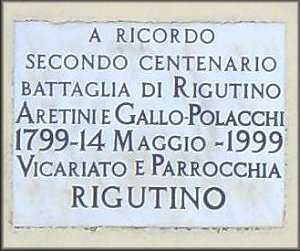 A RICORDO
SECONDO CENTENARIO
BATTAGLIA DI RIGUTINO
ARETINI E GALLO-POLACCHI
1799-14 MAGGIO -1999
VICARIATO E PARROCCHIA
RIGUTINO